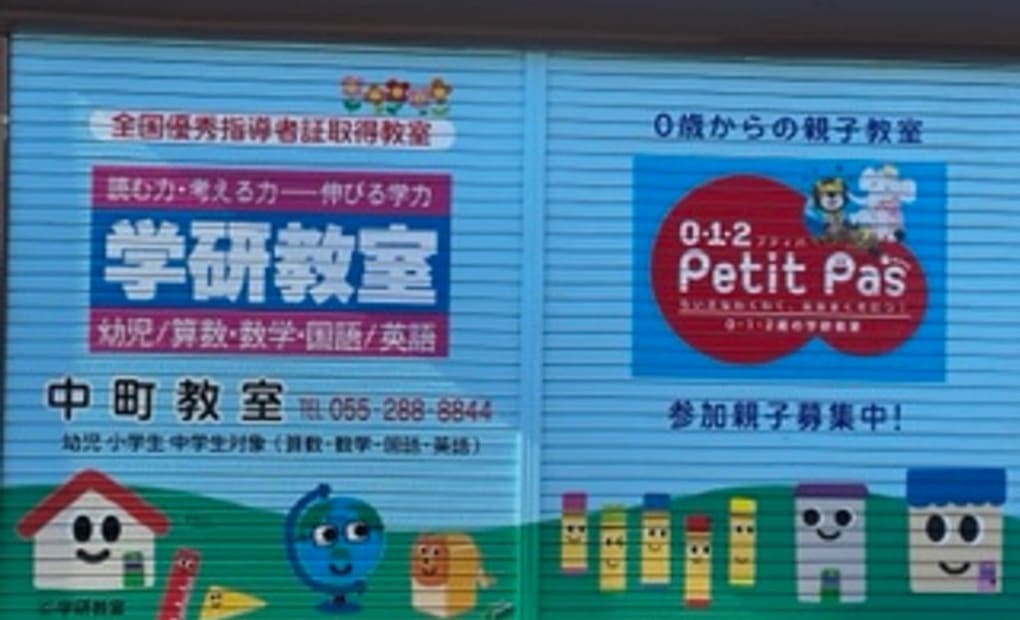 全国優秀指導者証取得教室
読む力・考える力——伸びる学力
学研教室
幼児/算数・数学・国語/英語
中町教室 TEL 055-288-8844
幼児 小学生 中学生対象(算数・数学・国語・英語)
©学研教室
0歳からの親子教室
0・1・2 プティパ
Petit Pas
0・1・2歳の学研教室
参加親子募集中!